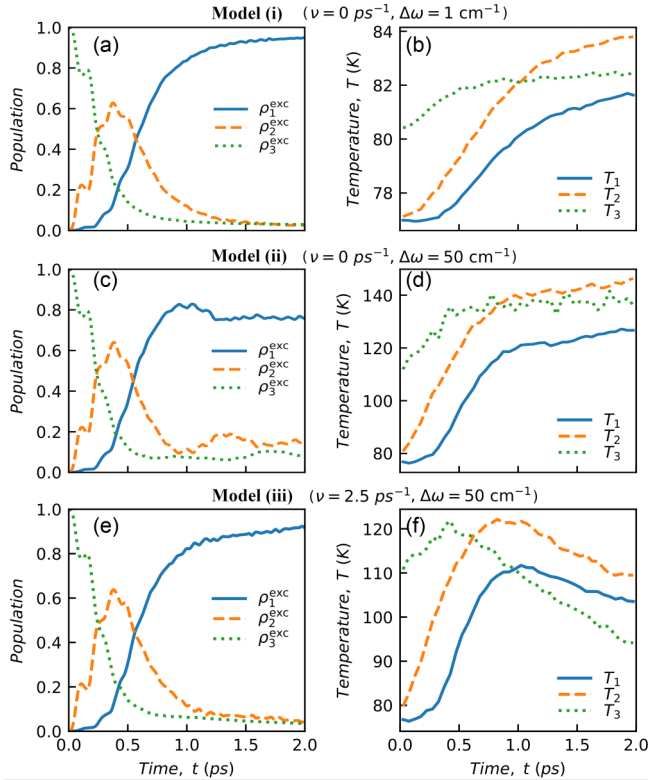 Model (i) (ν = 0 ps⁻¹, Δω = 1 cm⁻¹)
(a)
Population
1.0
0.8
0.6
0.4
0.2
0.0
ρ₁ᵉˣᶜ
ρ₂ᵉˣᶜ
ρ₃ᵉˣᶜ
(b)
Temperature, T (K)
84
82
80
77
T₁
T₂
T₃
Model (ii) (ν = 0 ps⁻¹, Δω = 50 cm⁻¹)
(c)
Population
1.0
0.8
0.6
0.4
0.2
0.0
ρ₁ᵉˣᶜ
ρ₂ᵉˣᶜ
ρ₃ᵉˣᶜ
(d)
Temperature, T (K)
140
120
100
80
T₁
T₂
T₃
Model (iii) (ν = 2.5 ps⁻¹, Δω = 50 cm⁻¹)
(e)
Population
1.0
0.8
0.6
0.4
0.2
0.0
ρ₁ᵉˣᶜ
ρ₂ᵉˣᶜ
ρ₃ᵉˣᶜ
0.0 0.5 1.0 1.5 2.0
Time, t (ps)
(f)
Temperature, T (K)
120
110
100
90
80
T₁
T₂
T₃
0.0 0.5 1.0 1.5 2.0
Time, t (ps)